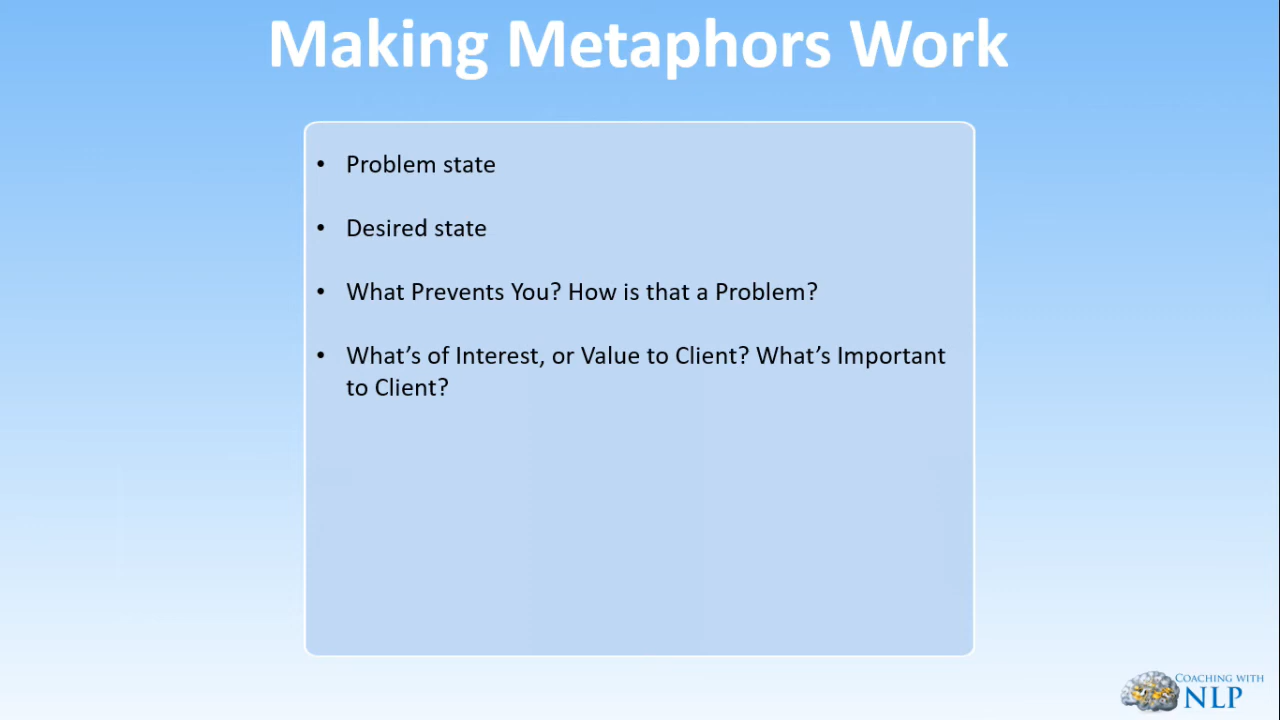 Making Metaphors Work
• Problem state
• Desired state
• What Prevents You? How is that a Problem?
• What’s of Interest, or Value to Client? What’s Important
to Client?
COACHING WITH
NLP